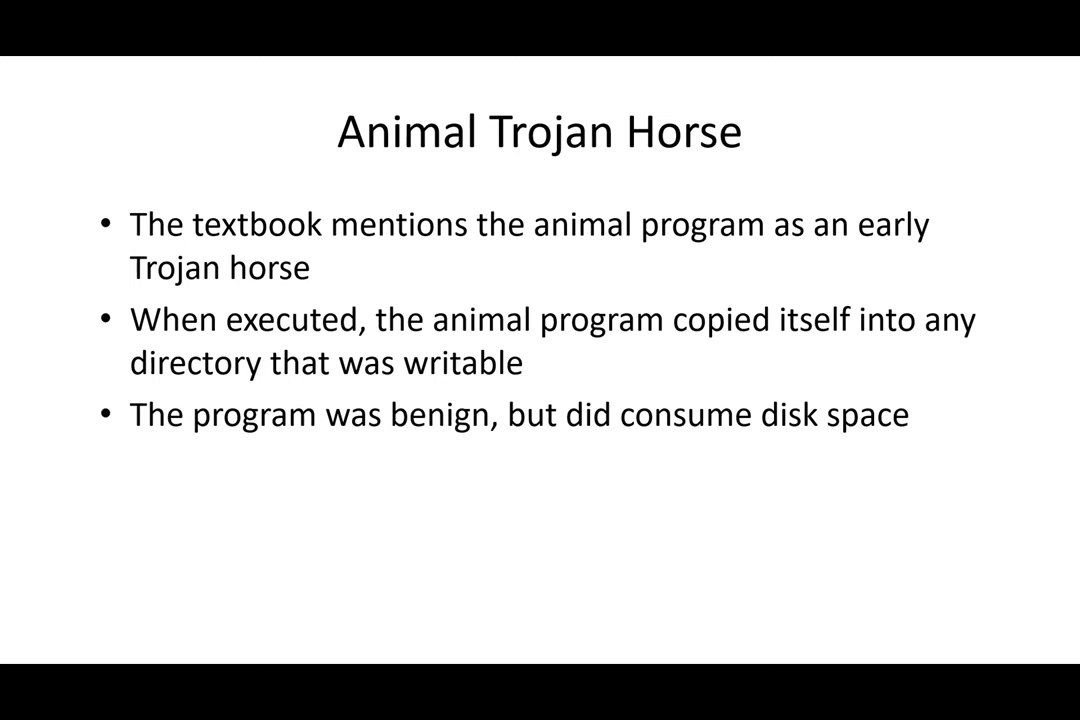 Animal Trojan Horse
• The textbook mentions the animal program as an early
Trojan horse
• When executed, the animal program copied itself into any
directory that was writable
• The program was benign, but did consume disk space